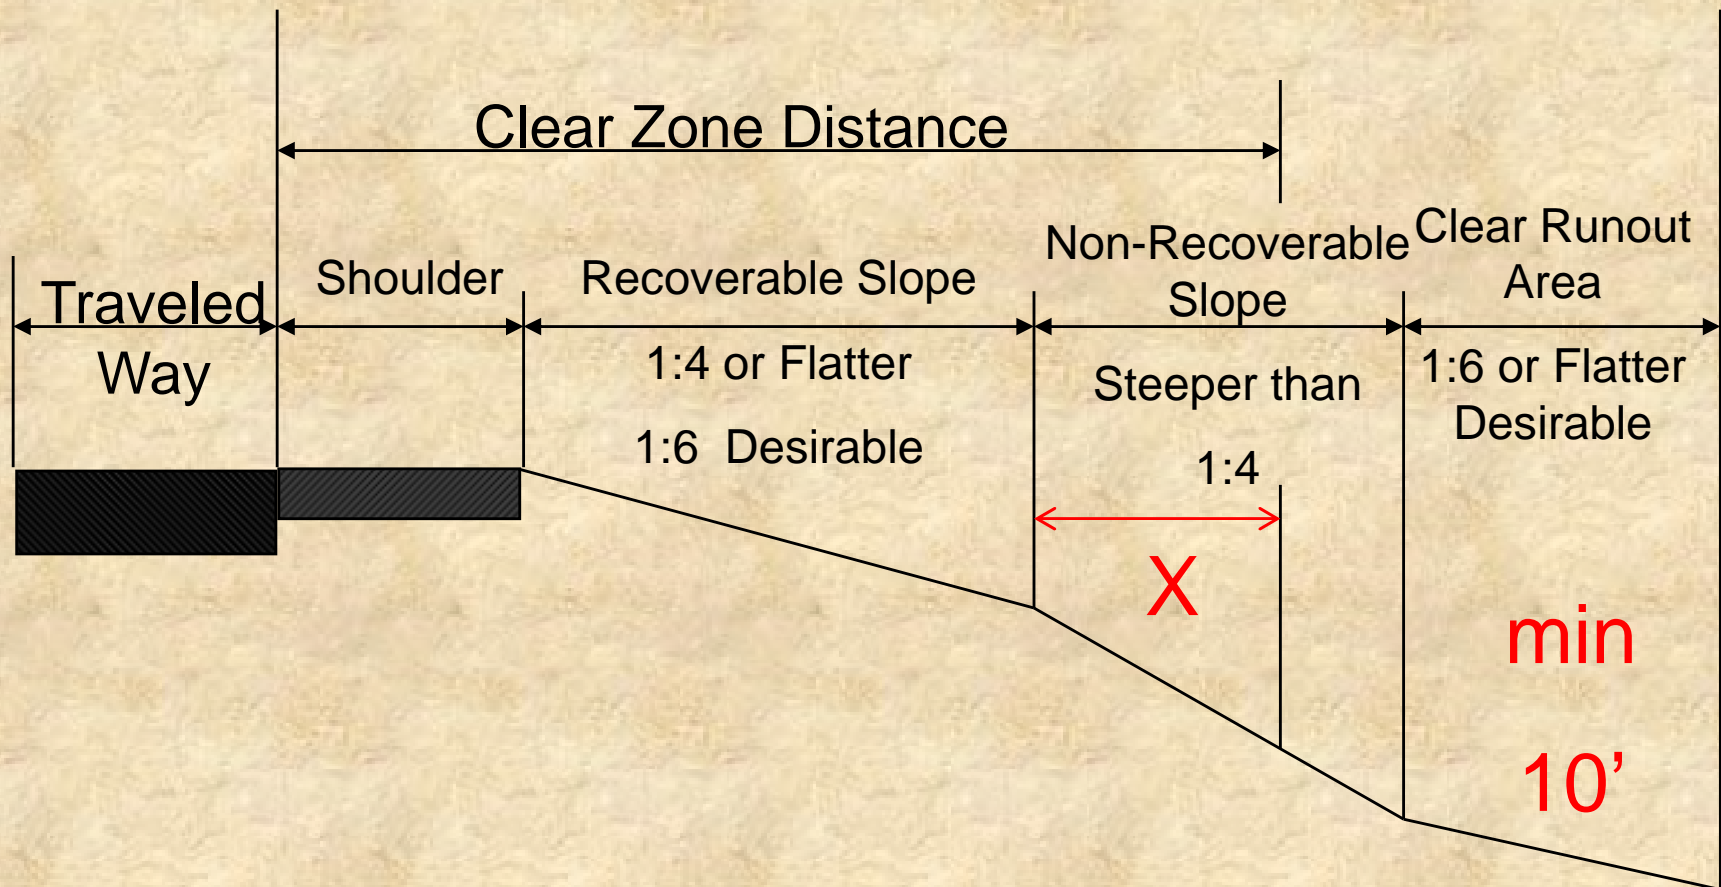 Clear Zone Distance
Traveled
Way
Shoulder
Recoverable Slope
1:4 or Flatter
1:6 Desirable
Non-Recoverable
Slope
Steeper than
1:4
X
Clear Runout
Area
1:6 or Flatter
Desirable
min
10’